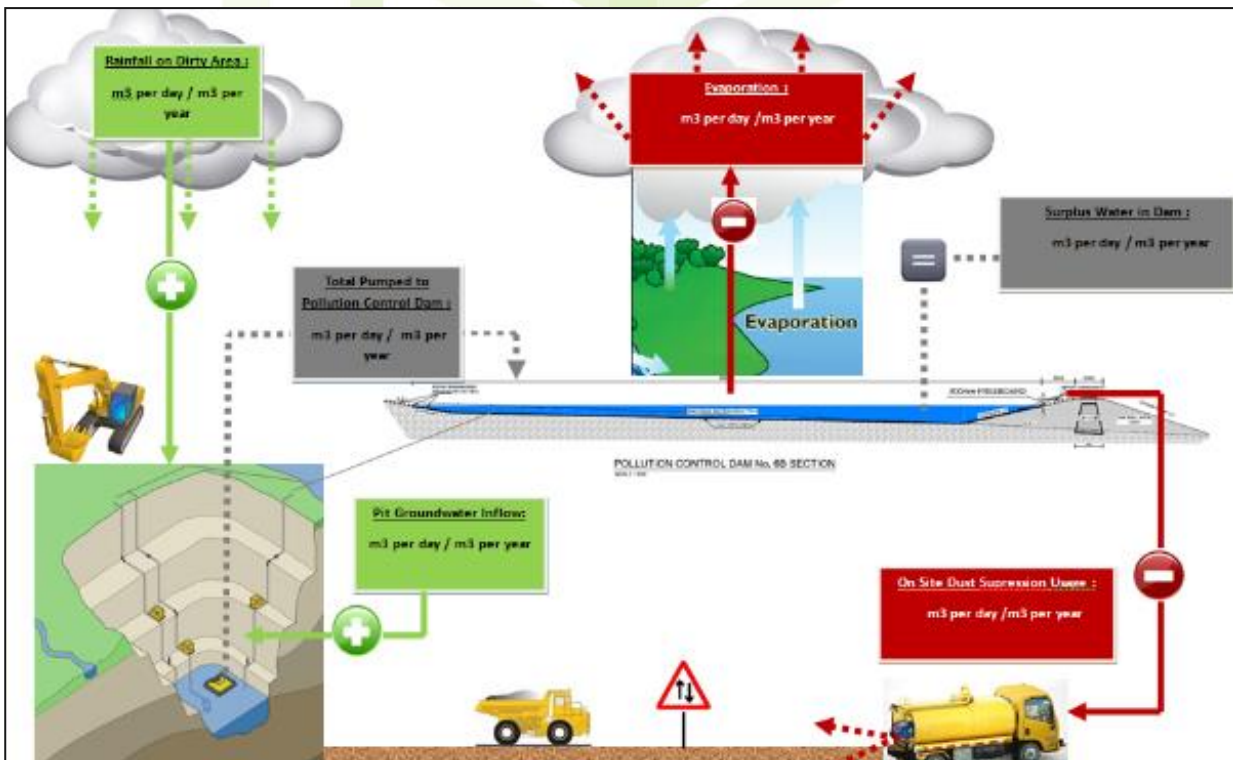 Rainfall on Dirty Area :
m3 per day / m3 per
year
Evaporation :
m3 per day /m3 per year
Surplus Water in Dam :
m3 per day / m3 per year
Total Pumped to
Pollution Control Dam :
m3 per day / m3 per
year
Evaporation
POLLUTION CONTROL DAM No. 6B SECTION
Pit Groundwater Inflow:
m3 per day / m3 per year
On Site Dust Supression Usage :
m3 per day /m3 per year